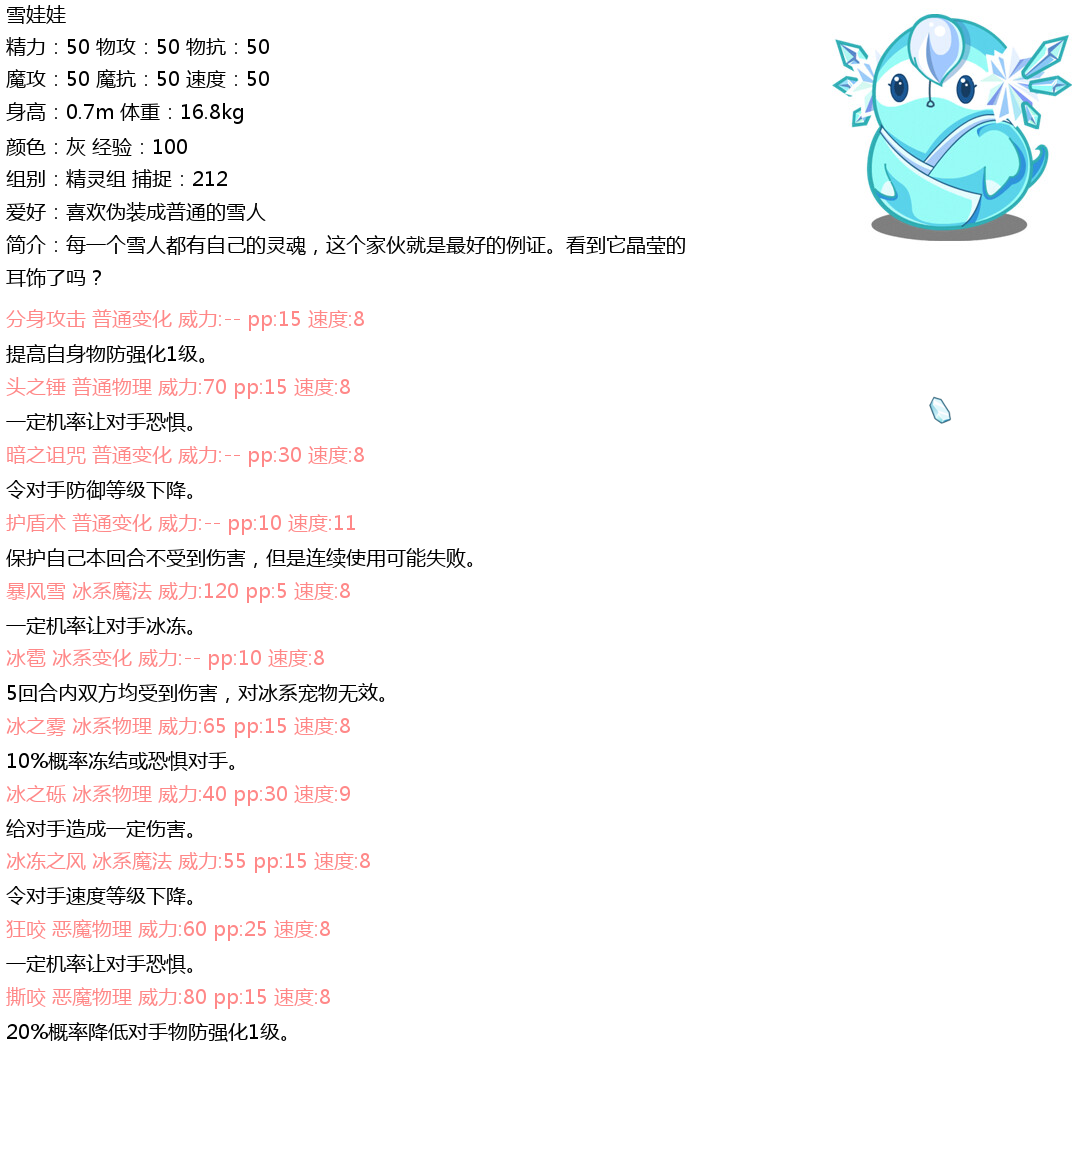 雪娃娃
精力：50 物攻：50 物抗：50
魔攻：50 魔抗：50 速度：50
身高：0.7m 体重：16.8kg
颜色：灰 经验：100
组别：精灵组 捕捉：212
爱好：喜欢伪装成普通的雪人
简介：每一个雪人都有自己的灵魂，这个家伙就是最好的例证。看到它晶莹的
耳饰了吗？
分身攻击 普通变化 威力:-- pp:15 速度:8
提高自身物防强化1级。
头之锤 普通物理 威力:70 pp:15 速度:8
一定机率让对手恐惧。
暗之诅咒 普通变化 威力:-- pp:30 速度:8
令对手防御等级下降。
护盾术 普通变化 威力:-- pp:10 速度:11
保护自己本回合不受到伤害，但是连续使用可能失败。
暴风雪 冰系魔法 威力:120 pp:5 速度:8
一定机率让对手冰冻。
冰雹 冰系变化 威力:-- pp:10 速度:8
5回合内双方均受到伤害，对冰系宠物无效。
冰之雾 冰系物理 威力:65 pp:15 速度:8
10%概率冻结或恐惧对手。
冰之砾 冰系物理 威力:40 pp:30 速度:9
给对手造成一定伤害。
冰冻之风 冰系魔法 威力:55 pp:15 速度:8
令对手速度等级下降。
狂咬 恶魔物理 威力:60 pp:25 速度:8
一定机率让对手恐惧。
撕咬 恶魔物理 威力:80 pp:15 速度:8
20%概率降低对手物防强化1级。